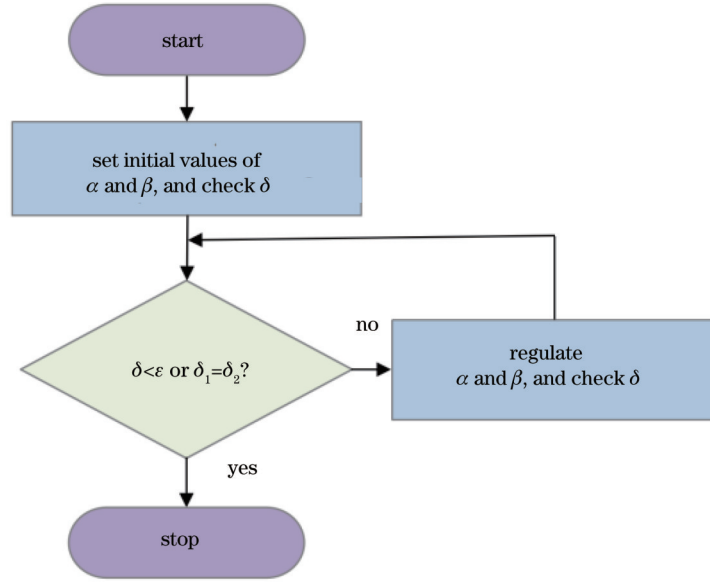 start
set initial values of
α and β, and check δ
no
regulate
α and β, and check δ
δ<ε or δ₁=δ₂?
yes
stop